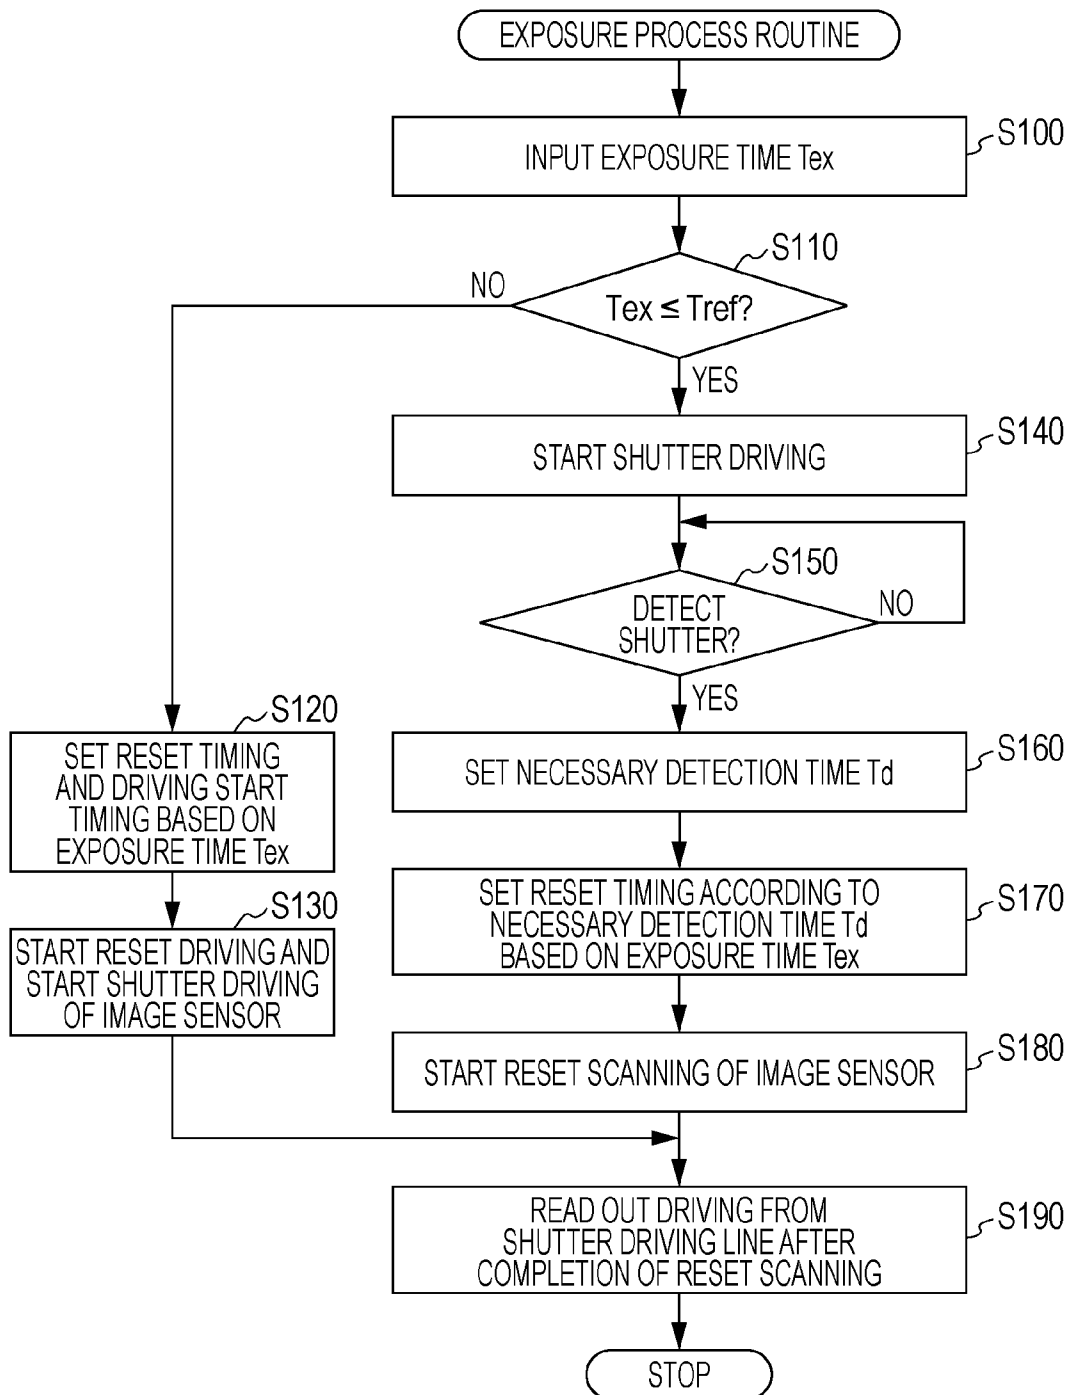 EXPOSURE PROCESS ROUTINE
S100
INPUT EXPOSURE TIME Tex
S110
NO
Tex ≤ Tref?
YES
S140
START SHUTTER DRIVING
S150
DETECT
SHUTTER?
NO
YES
S120
SET RESET TIMING
AND DRIVING START
TIMING BASED ON
EXPOSURE TIME Tex
S160
SET NECESSARY DETECTION TIME Td
S130
START RESET DRIVING AND
START SHUTTER DRIVING
OF IMAGE SENSOR
S170
SET RESET TIMING ACCORDING TO
NECESSARY DETECTION TIME Td
BASED ON EXPOSURE TIME Tex
S180
START RESET SCANNING OF IMAGE SENSOR
S190
READ OUT DRIVING FROM
SHUTTER DRIVING LINE AFTER
COMPLETION OF RESET SCANNING
STOP